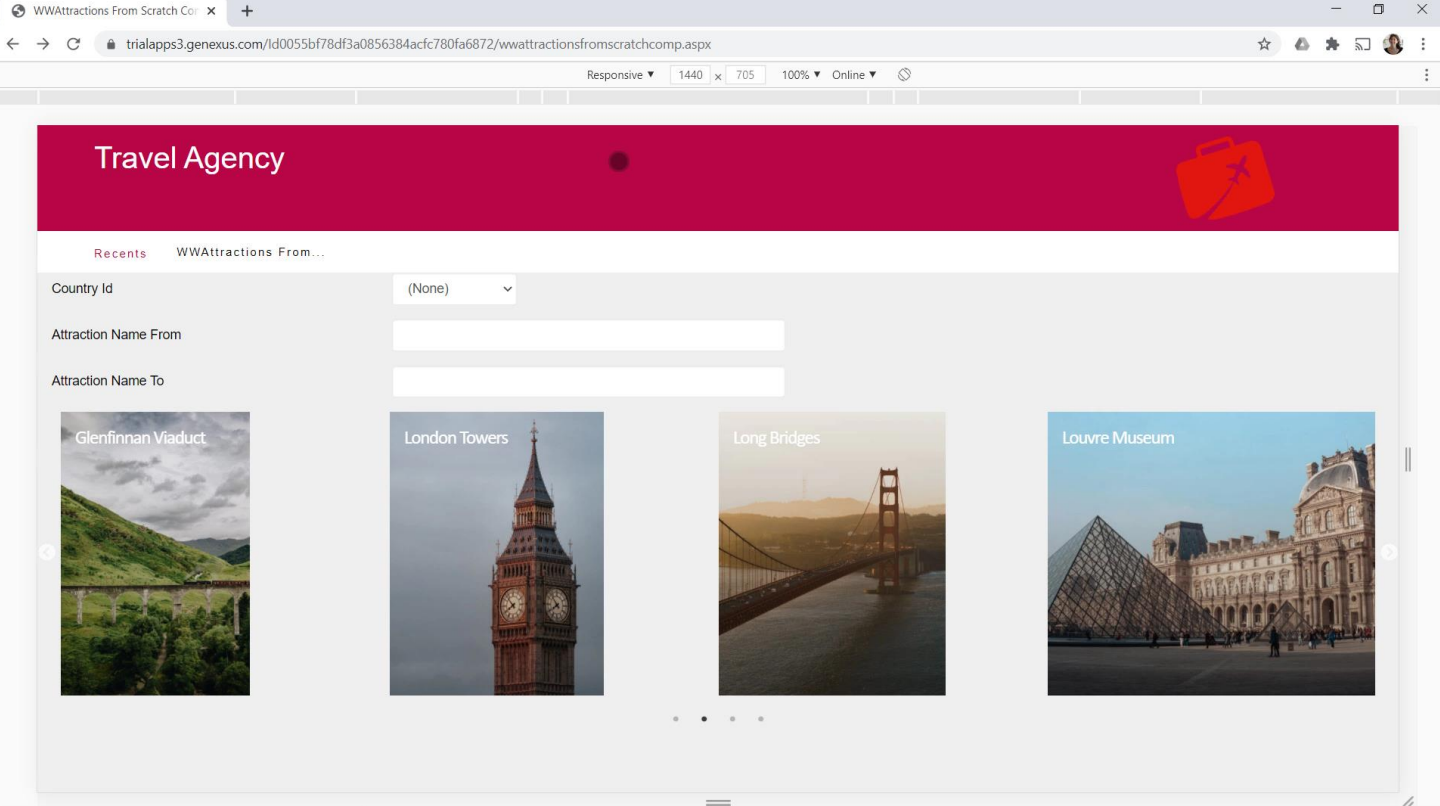 WWAttractions From Scratch Cor
trialapps3.genexus.com/Id0055bf78df3a0856384acfc780fa6872/wwattractionsfromscratchcomp.aspx
Responsive ▼ 1440 x 705 100% ▼ Online ▼
Travel Agency
Recents WWAttractions From...
Country Id (None)
Attraction Name From
Attraction Name To
Glenfinnan Viaduct London Towers Long Bridges Louvre Museum